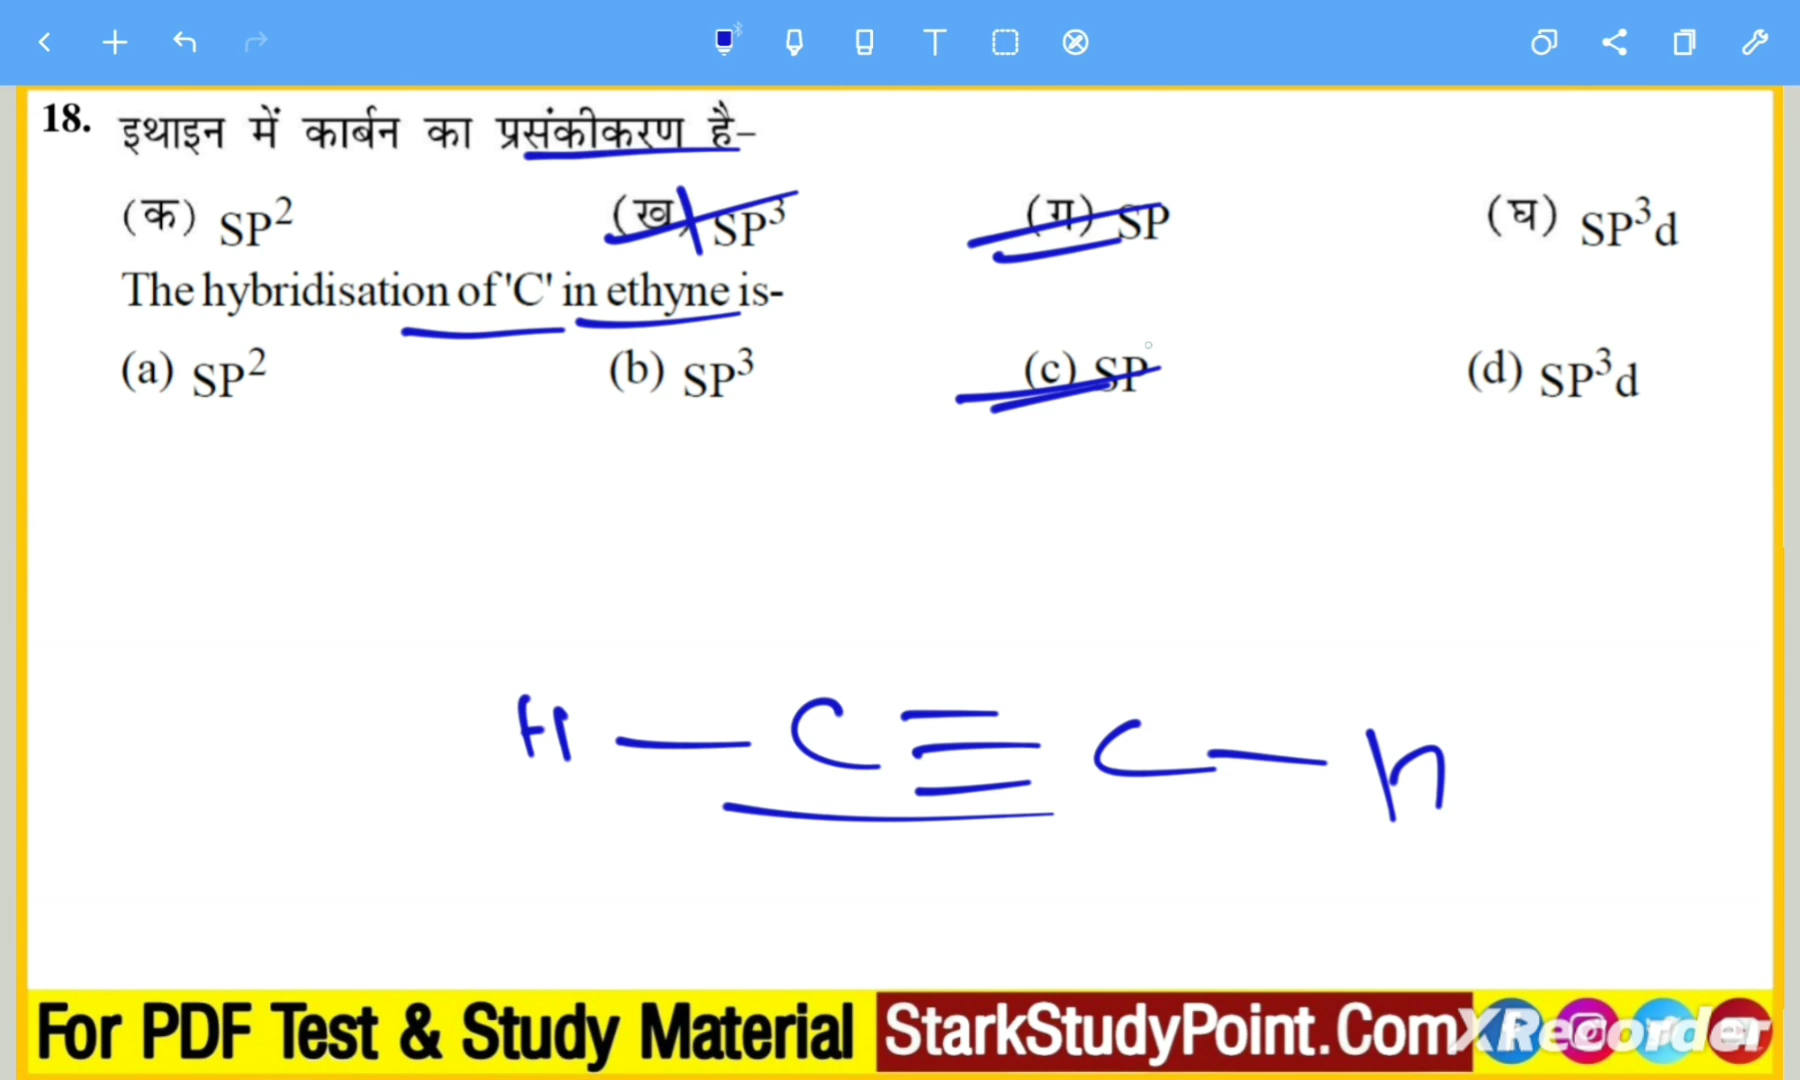 18. इथाइन में कार्बन का प्रसंकीकरण है–
(क) SP² (ख) SP³ (ग) SP (घ) SP³d
The hybridisation of 'C' in ethyne is-
(a) SP² (b) SP³ (c) SP (d) SP³d
H — C ≡ C — H
For PDF Test & Study Material StarkStudyPoint.Com XRecorder